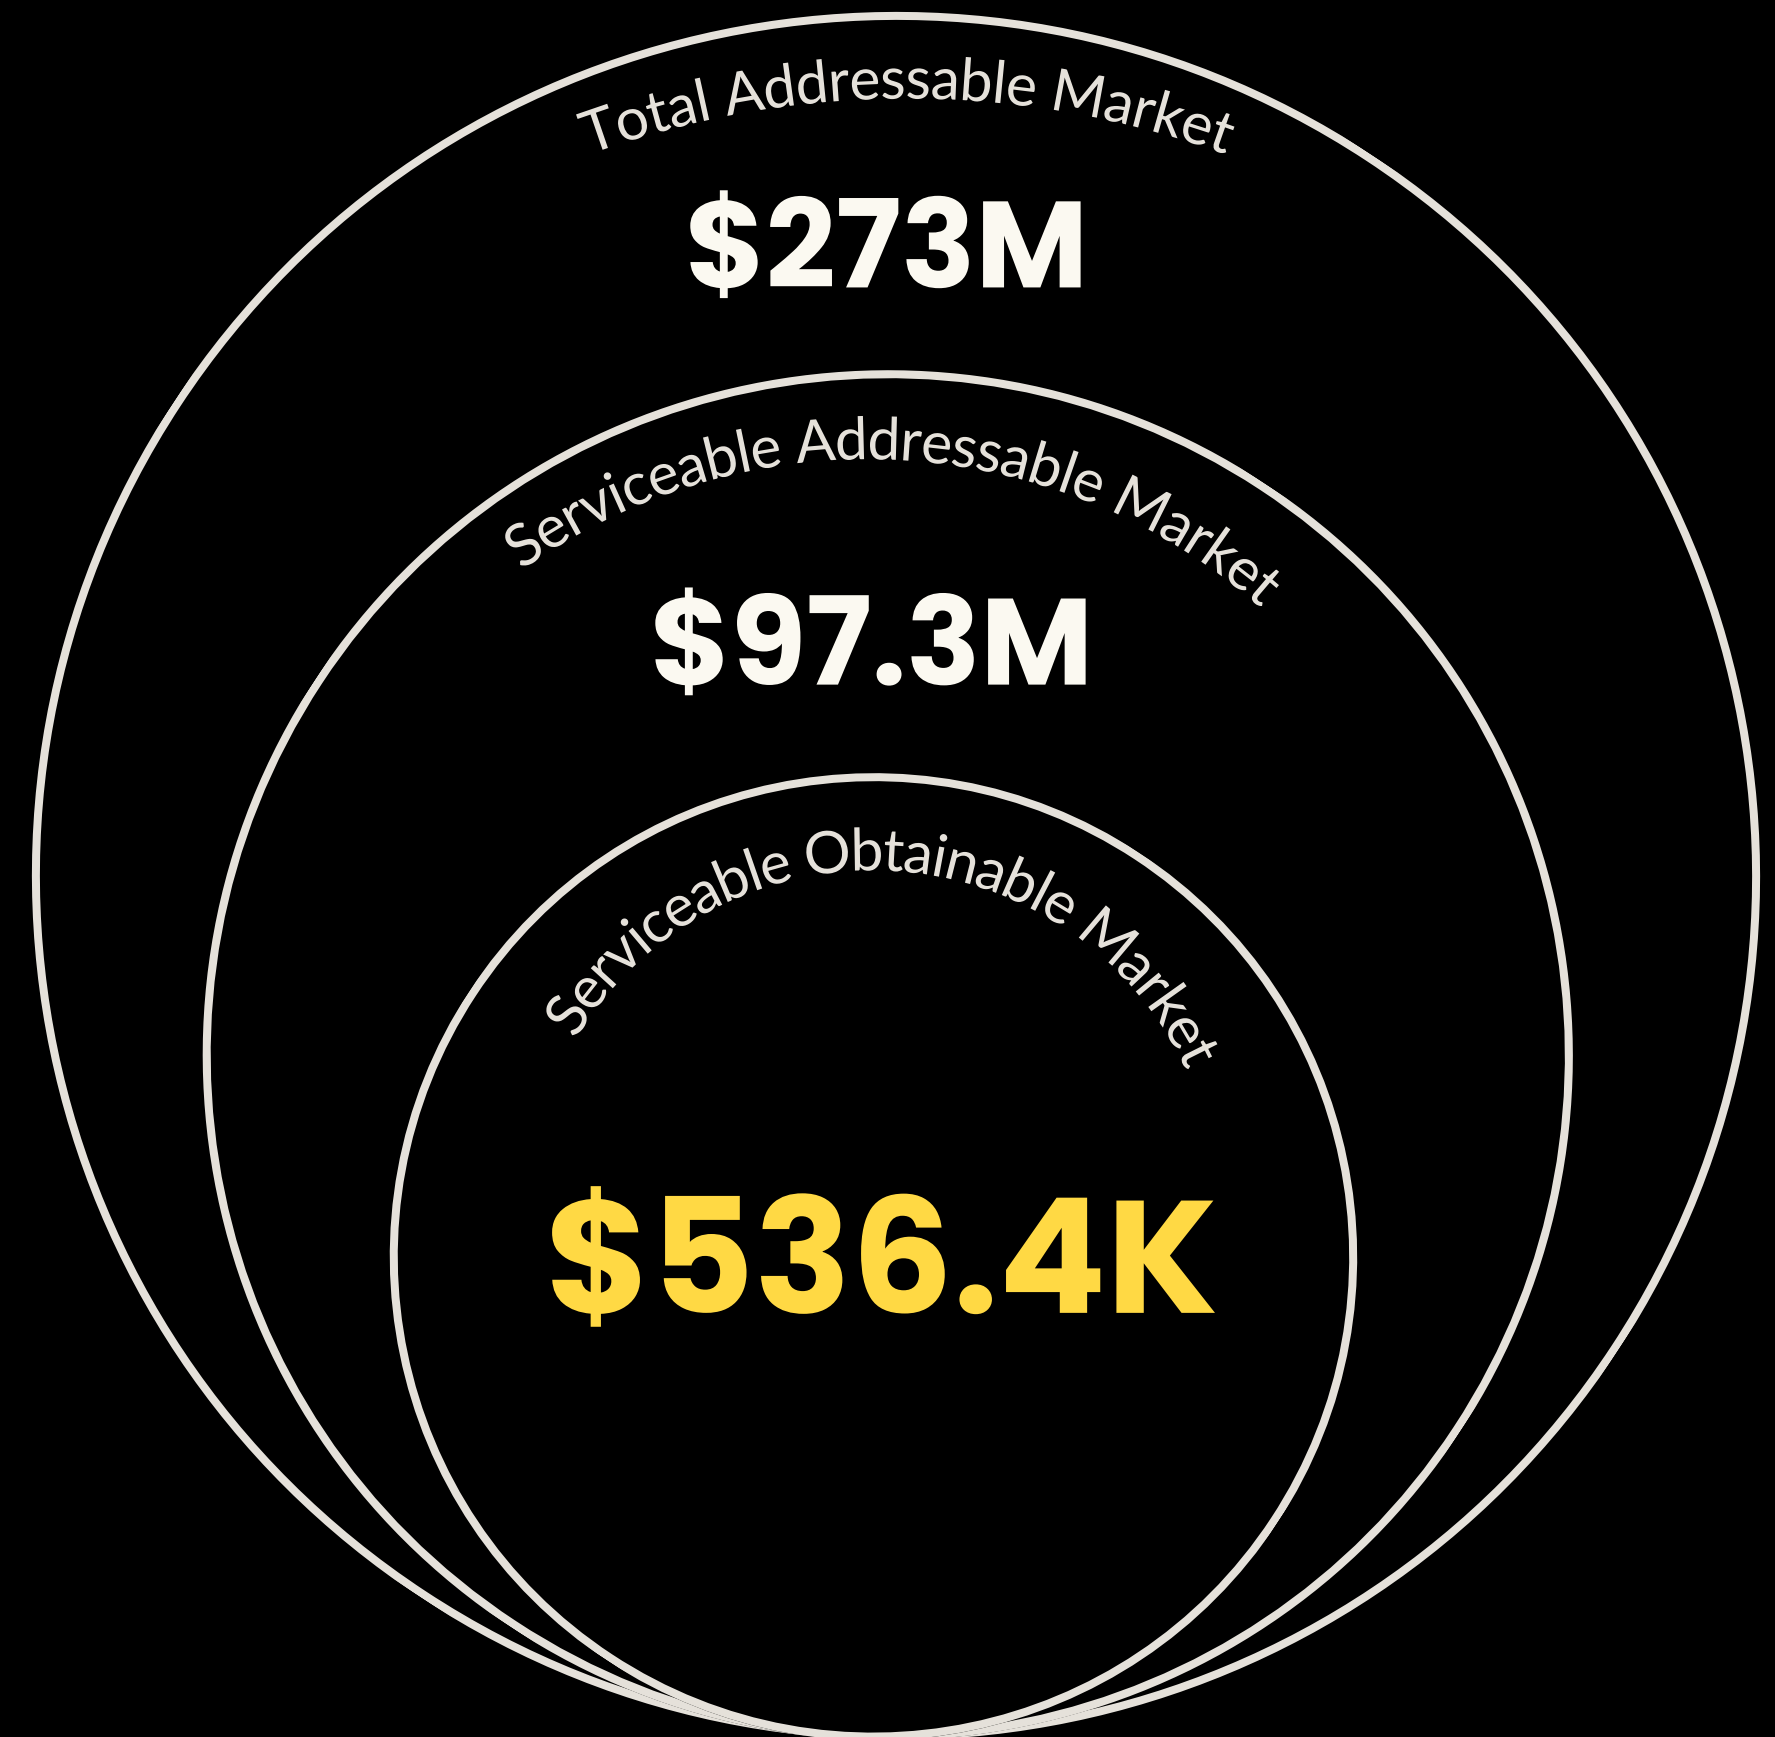 Total Addressable Market
$273M
Serviceable Addressable Market
$97.3M
Serviceable Obtainable Market
$536.4K